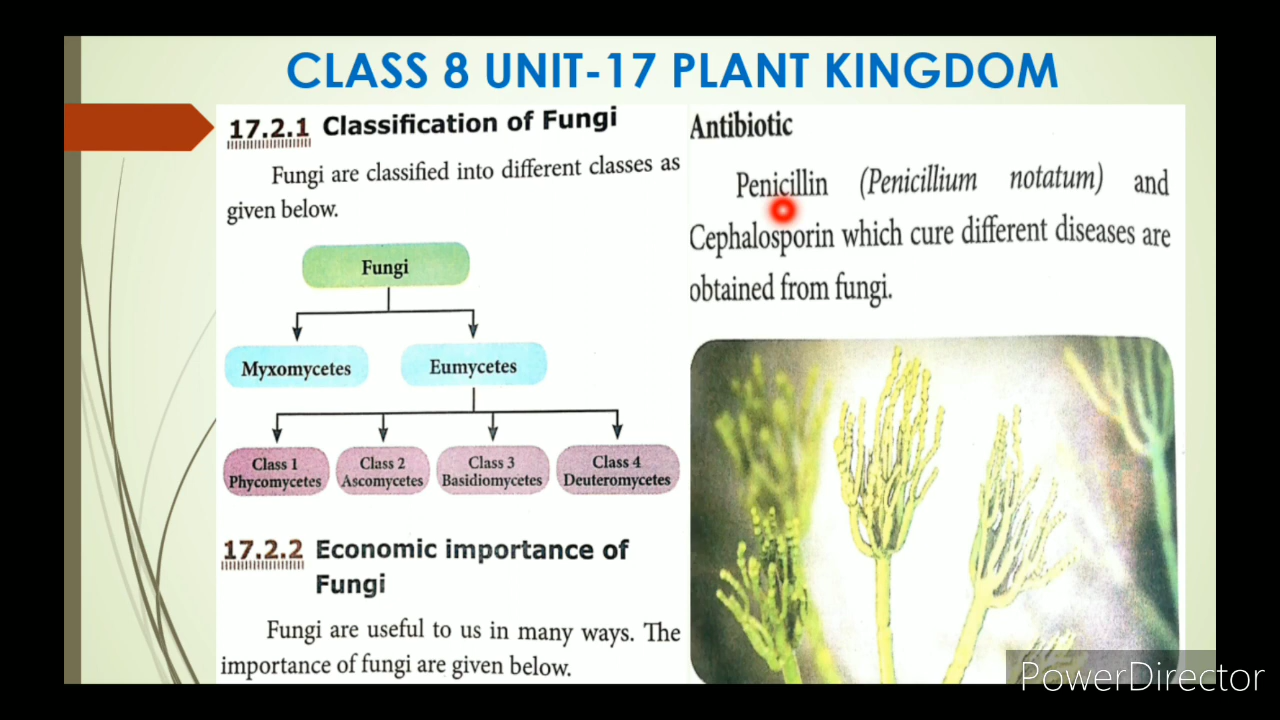 CLASS 8 UNIT-17 PLANT KINGDOM
17.2.1 Classification of Fungi
Fungi are classified into different classes as
given below.
Fungi
Myxomycetes
Eumycetes
Class 1
Phycomycetes
Class 2
Ascomycetes
Class 3
Basidiomycetes
Class 4
Deuteromycetes
17.2.2 Economic importance of
Fungi
Fungi are useful to us in many ways. The
importance of fungi are given below.
Antibiotic
Penicillin (Penicillium notatum) and
Cephalosporin which cure different diseases are
obtained from fungi.
PowerDirector